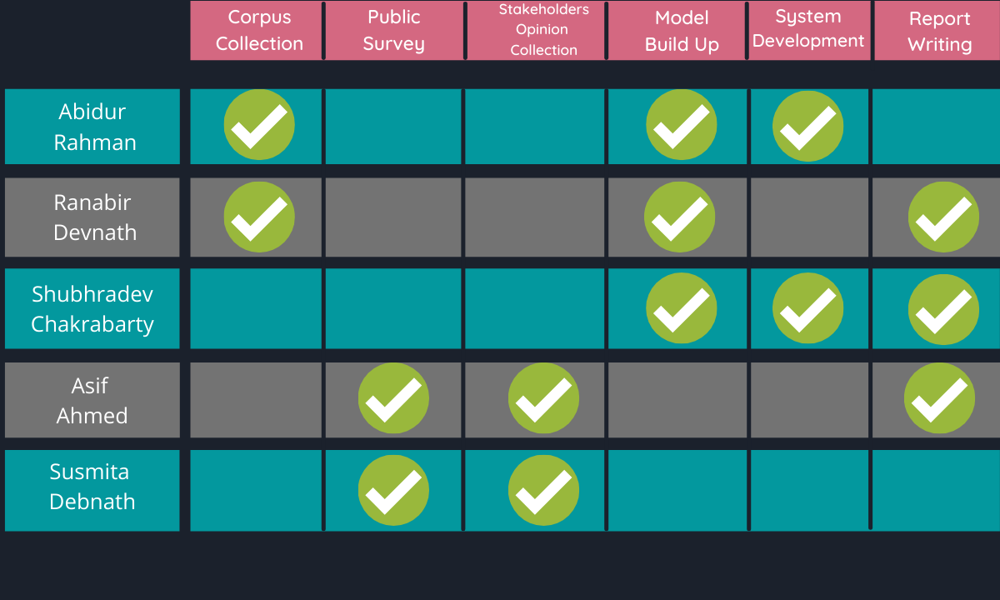 Corpus
Collection
Public
Survey
Stakeholders
Opinion
Collection
Model
Build Up
System
Development
Report
Writing
Abidur
Rahman
Ranabir
Devnath
Shubhradev
Chakrabarty
Asif
Ahmed
Susmita
Debnath